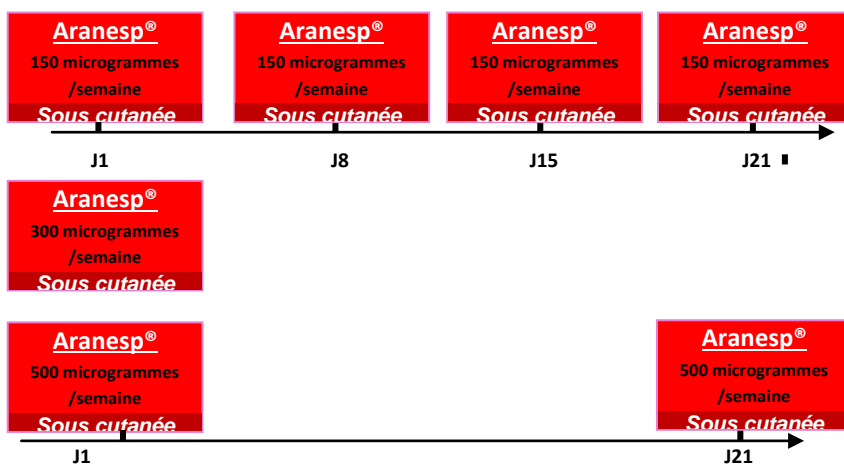 Aranesp®
150 microgrammes
/semaine
Sous cutanée
Aranesp®
150 microgrammes
/semaine
Sous cutanée
Aranesp®
150 microgrammes
/semaine
Sous cutanée
Aranesp®
150 microgrammes
/semaine
Sous cutanée
J1
J8
J15
J21
Aranesp®
300 microgrammes
/semaine
Sous cutanée
Aranesp®
500 microgrammes
/semaine
Sous cutanée
Aranesp®
500 microgrammes
/semaine
Sous cutanée
J1
J21